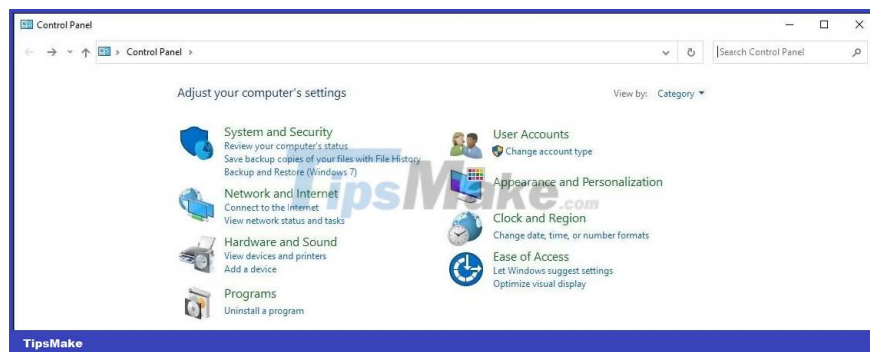 Control Panel
Control Panel
Search Control Panel
Adjust your computer's settings
View by: Category
System and Security
Review your computer's status
Save backup copies of your files with File History
Backup and Restore (Windows 7)
Network and Internet
Connect to the Internet
View network status and tasks
Hardware and Sound
View devices and printers
Add a device
Programs
Uninstall a program
User Accounts
Change account type
Appearance and Personalization
Clock and Region
Change date, time, or number formats
Ease of Access
Let Windows suggest settings
Optimize visual display
TipsMake.com
TipsMake